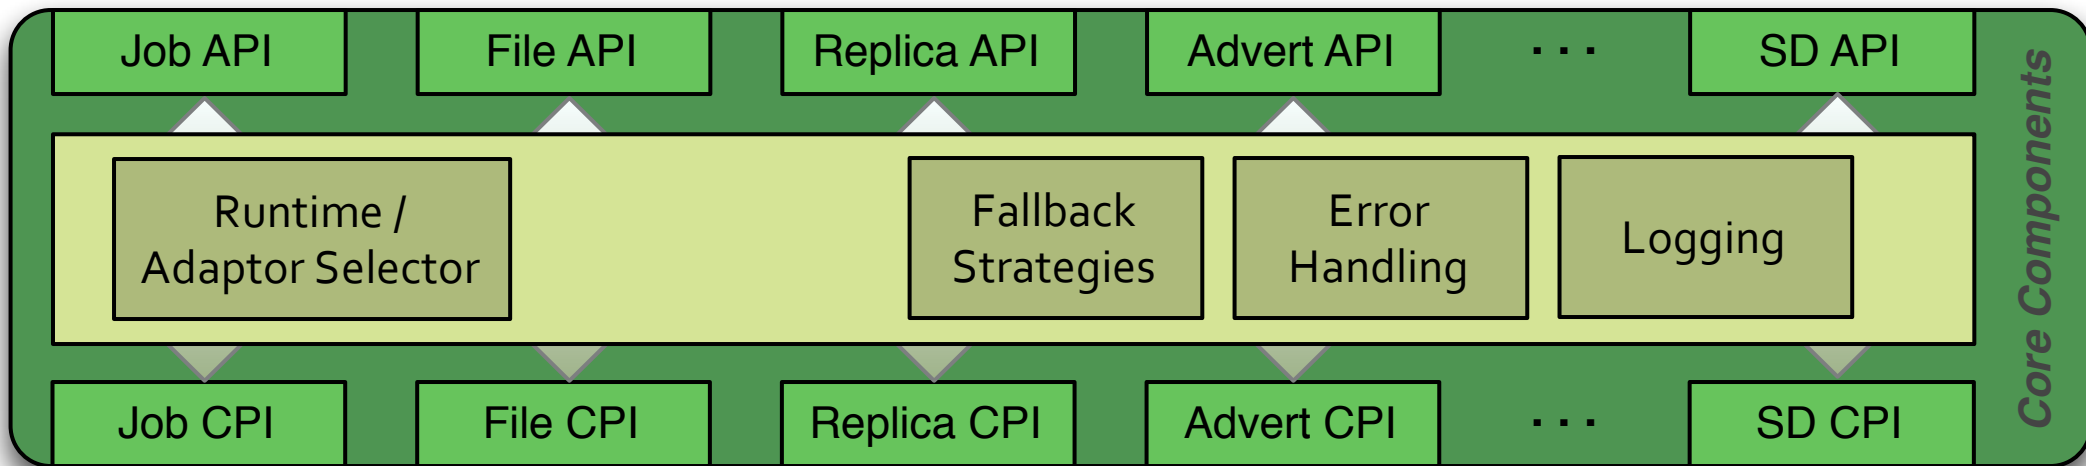 Job API
File API
Replica API
Advert API
...
SD API
Runtime /
Adaptor Selector
Fallback
Strategies
Error
Handling
Logging
Core Components
Job CPI
File CPI
Replica CPI
Advert CPI
...
SD CPI